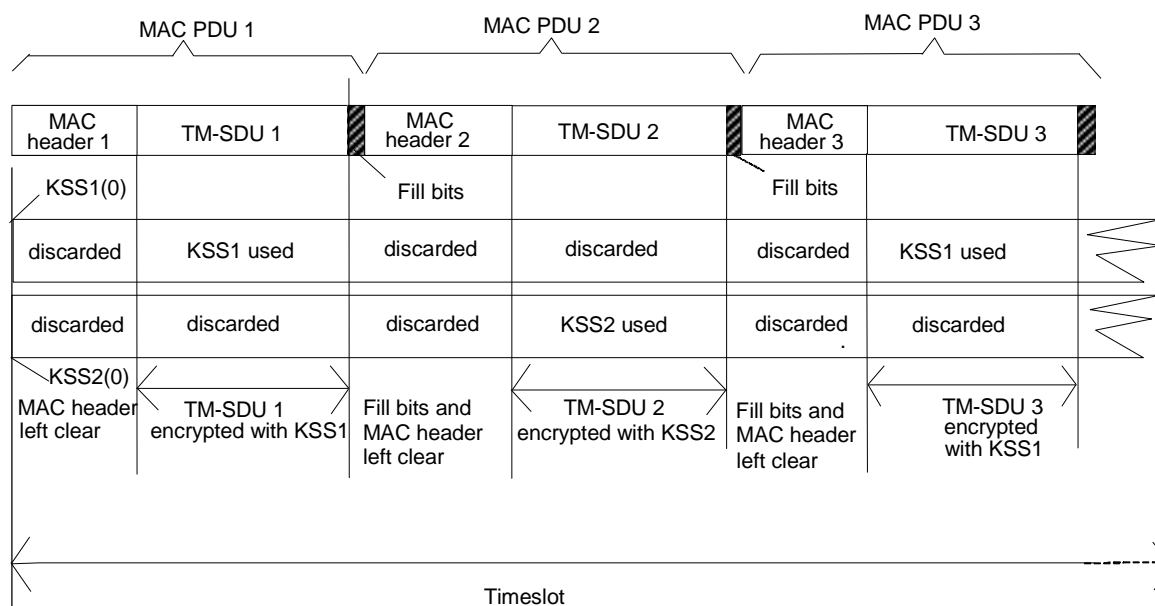 MAC PDU 1
MAC PDU 2
MAC PDU 3
MAC
header 1
TM-SDU 1
MAC
header 2
TM-SDU 2
MAC
header 3
TM-SDU 3
KSS1(0)
Fill bits
Fill bits
discarded
KSS1 used
discarded
discarded
discarded
KSS1 used
discarded
discarded
discarded
KSS2 used
discarded
discarded
KSS2(0)
MAC header
left clear
TM-SDU 1
encrypted with KSS1
Fill bits and
MAC header
left clear
TM-SDU 2
encrypted with KSS2
Fill bits and
MAC header
left clear
TM-SDU 3
encrypted
with KSS1
Timeslot